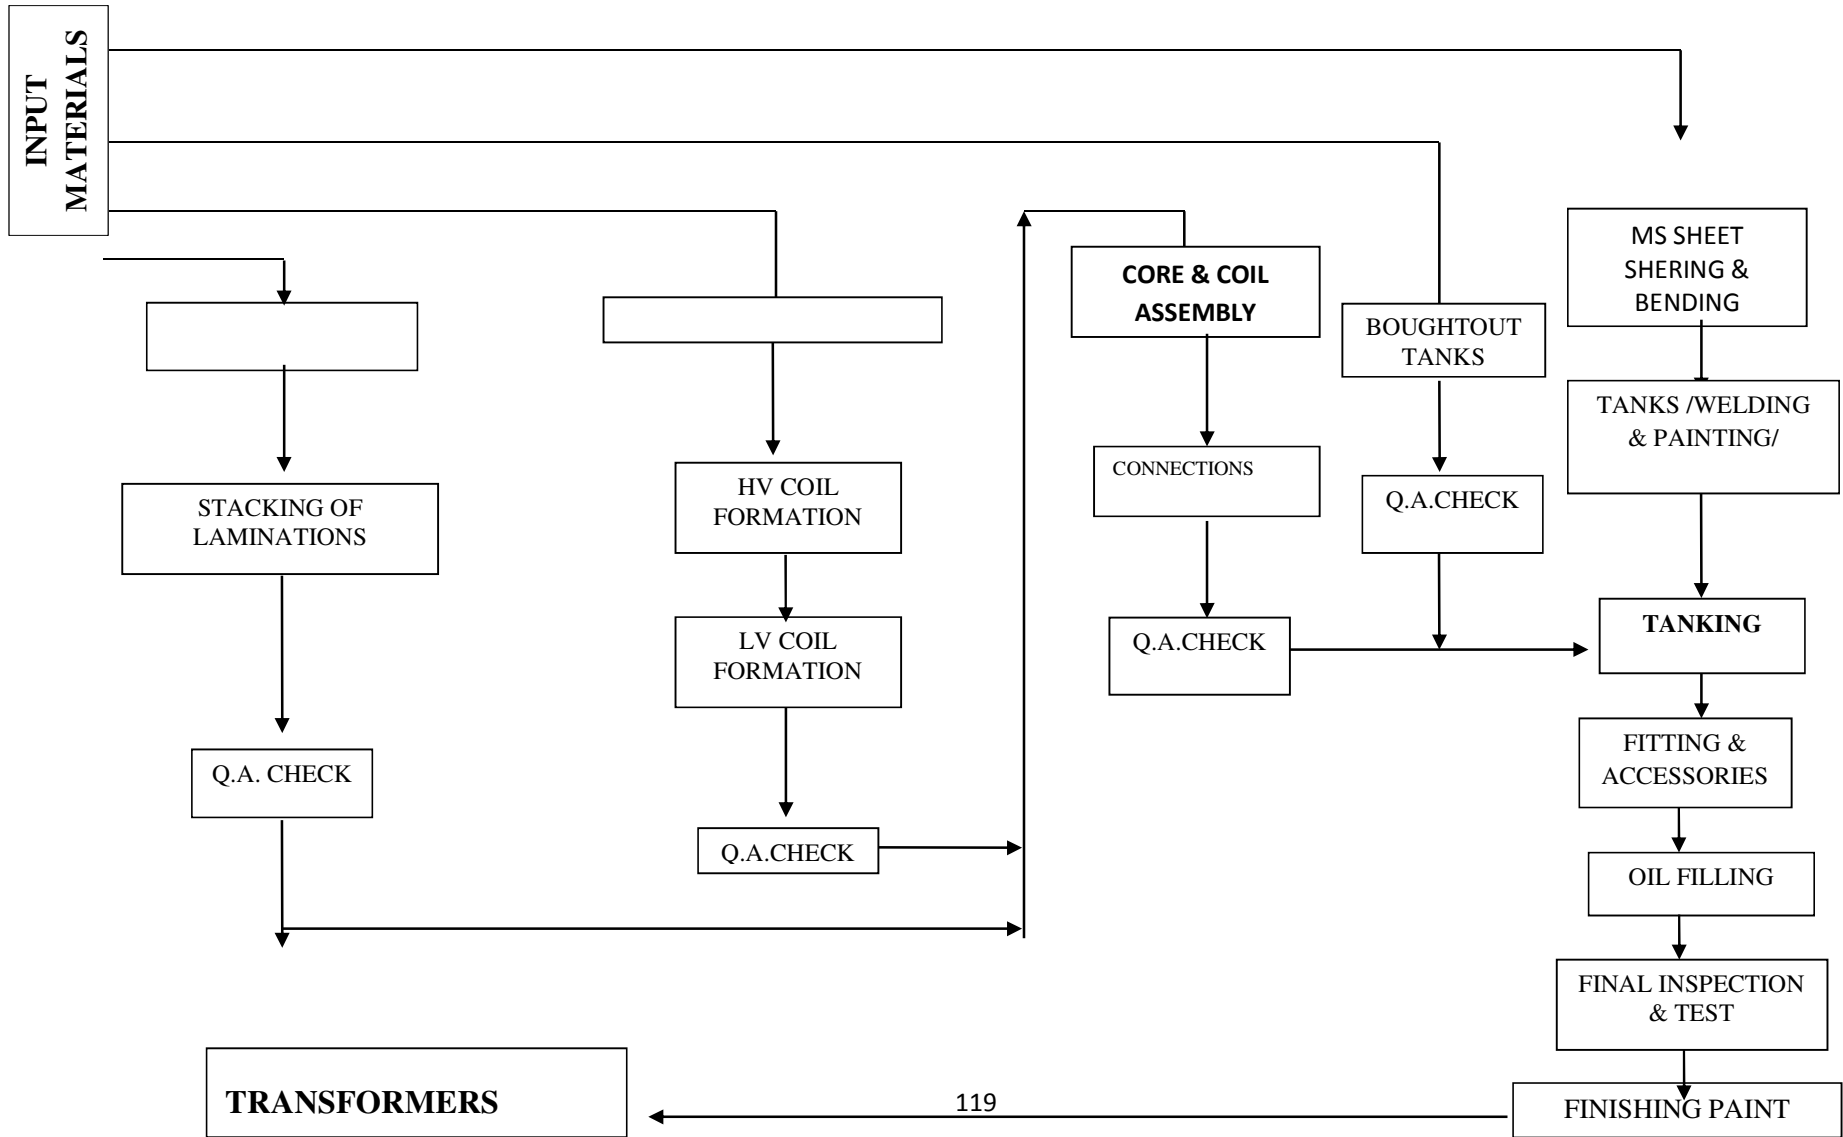 INPUT
MATERIALS
MS SHEET
SHERING &
BENDING
CORE & COIL
ASSEMBLY
BOUGHTOUT
TANKS
TANKS /WELDING
& PAINTING/
CONNECTIONS
HV COIL
FORMATION
Q.A.CHECK
STACKING OF
LAMINATIONS
TANKING
LV COIL
FORMATION
Q.A.CHECK
FITTING &
ACCESSORIES
Q.A. CHECK
Q.A.CHECK
OIL FILLING
FINAL INSPECTION
& TEST
TRANSFORMERS
119
FINISHING PAINT